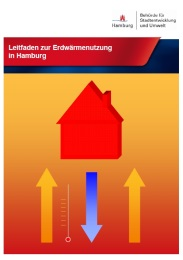 Hamburg
Behörde für
Stadtentwicklung
und Umwelt
Leitfaden zur Erdwärmenutzung
in Hamburg